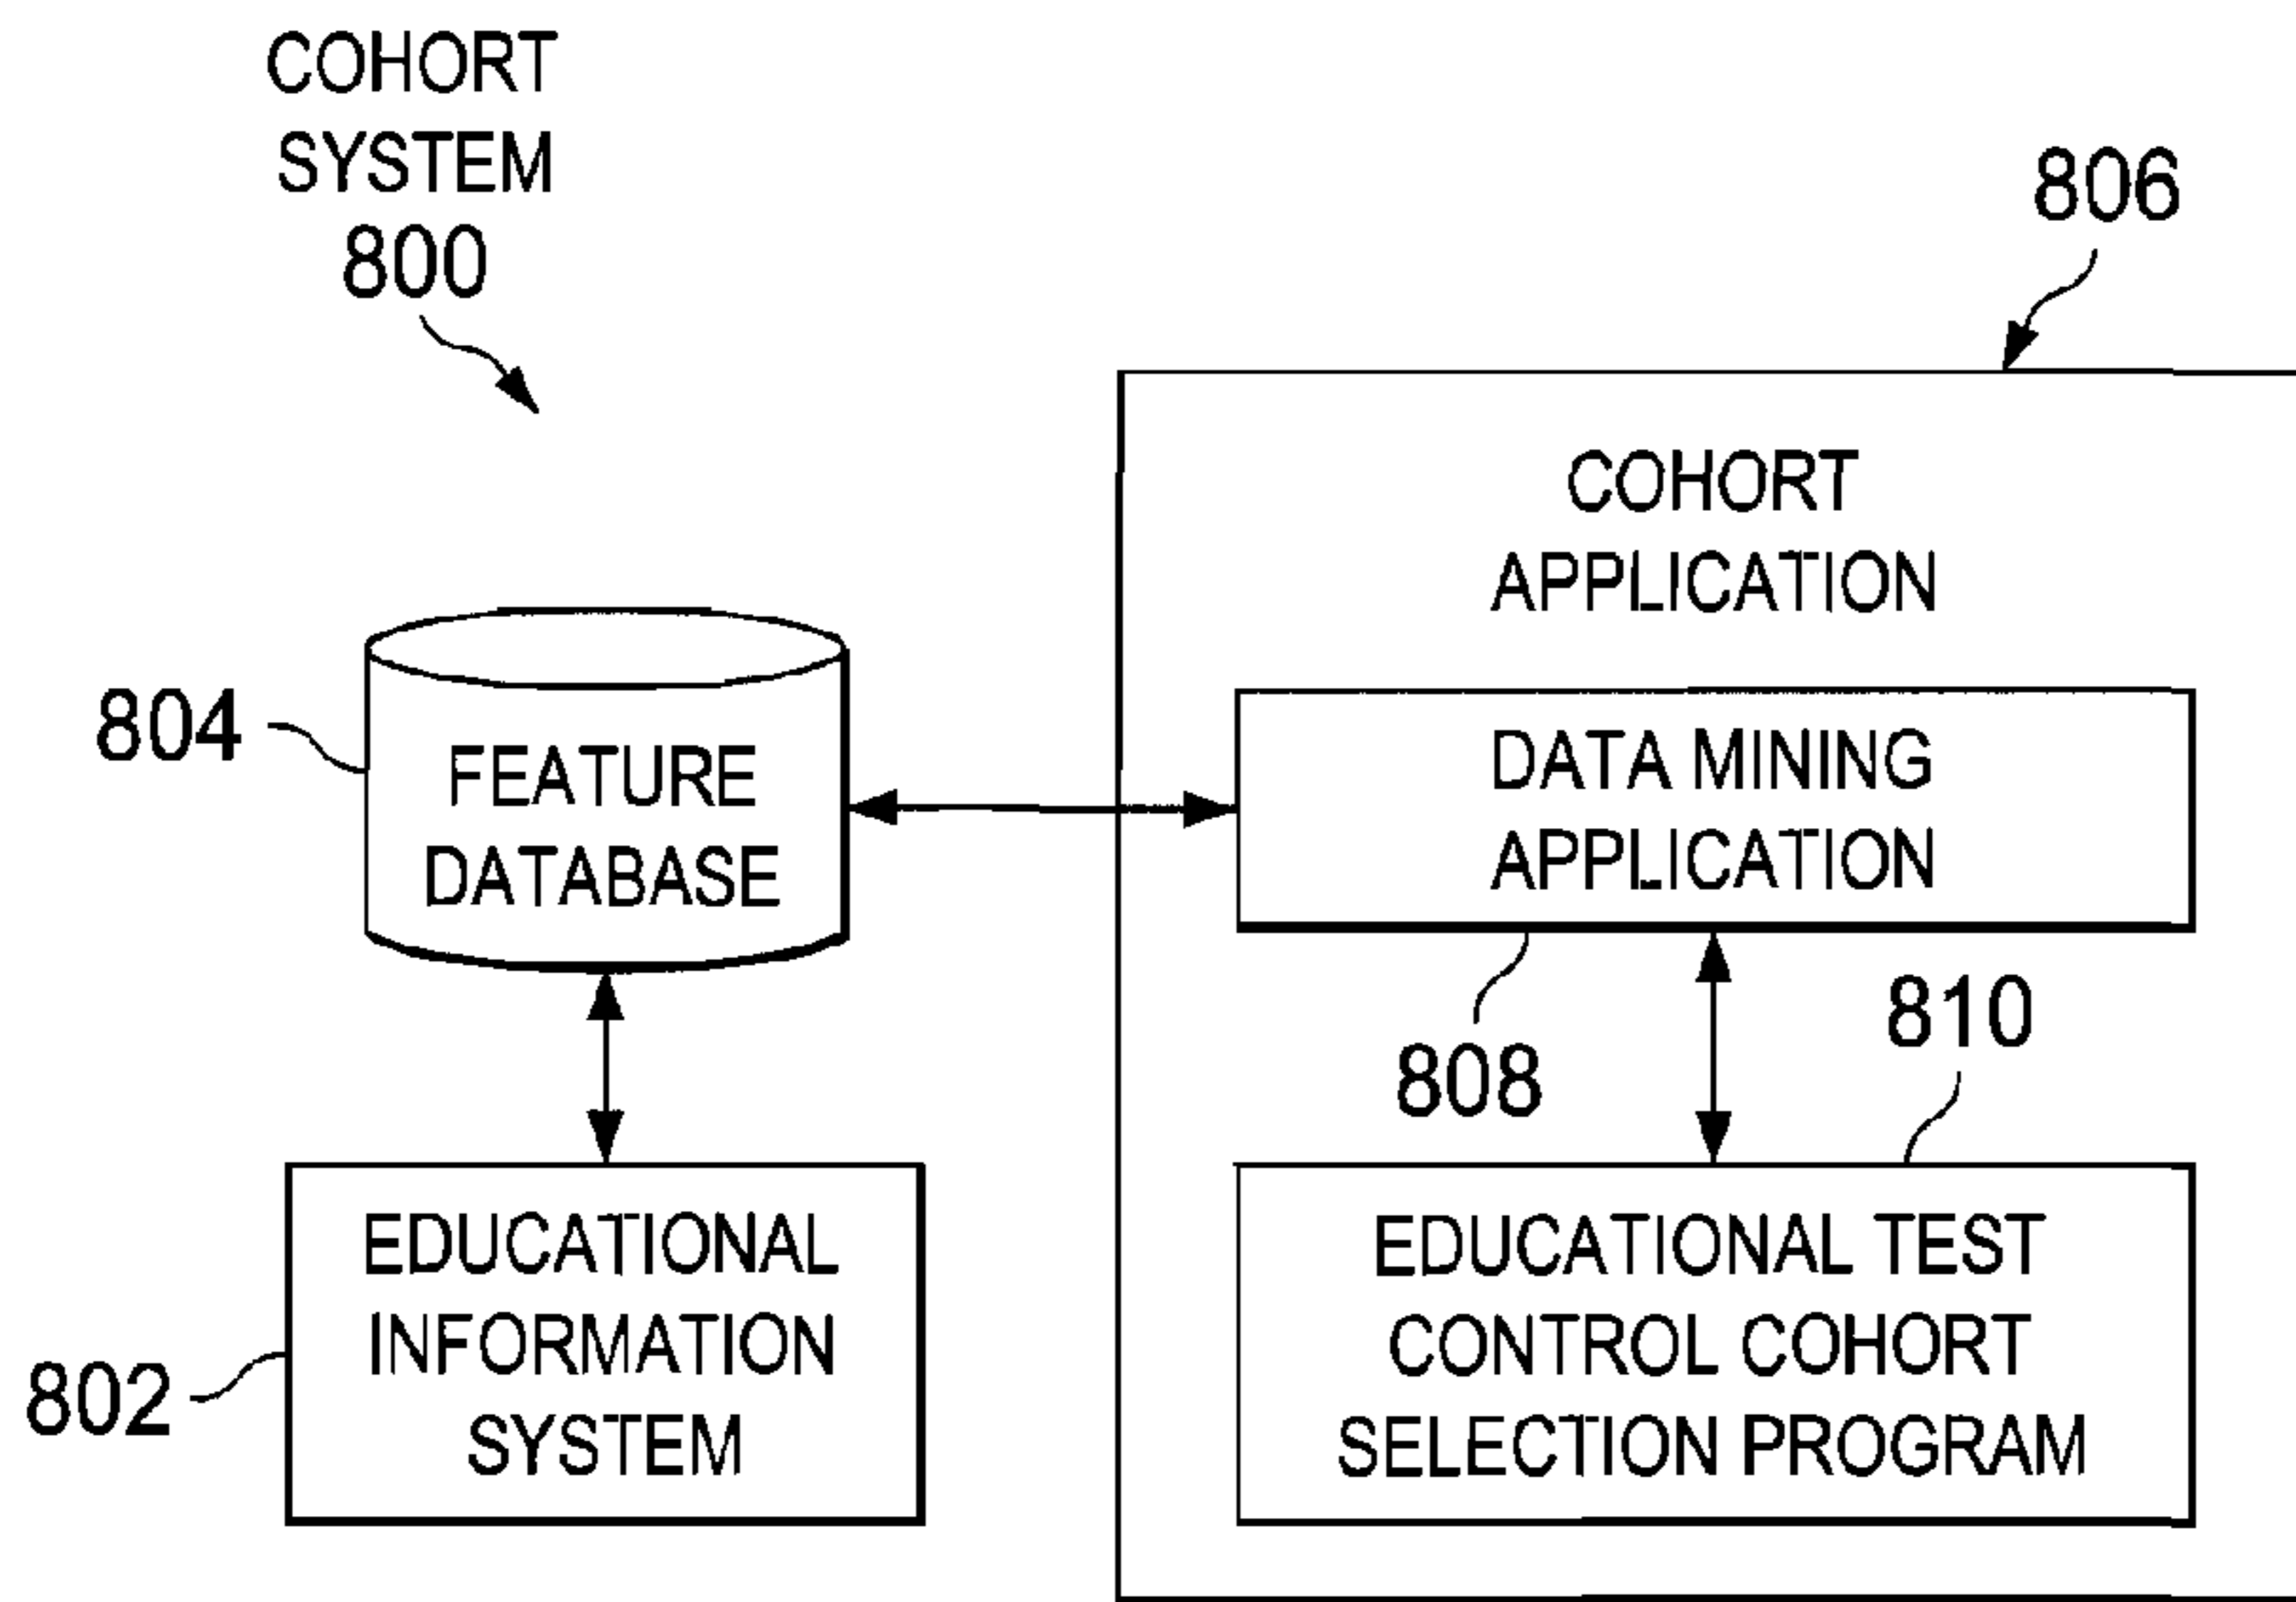 COHORT
SYSTEM
800
806
COHORT
APPLICATION
804
FEATURE
DATABASE
DATA MINING
APPLICATION
808
810
802
EDUCATIONAL
INFORMATION
SYSTEM
EDUCATIONAL TEST
CONTROL COHORT
SELECTION PROGRAM